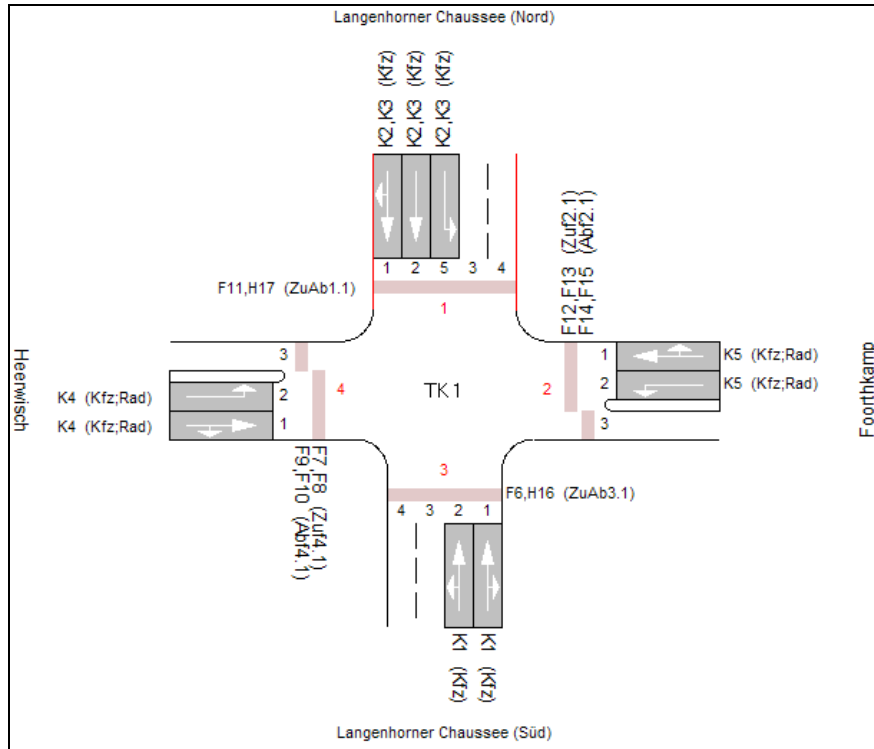 Langenhorner Chaussee (Nord)
K2,K3 (Kfz)
K2,K3 (Kfz)
K2,K3 (Kfz)
1 2 5 3 4
F11,H17 (ZuAb1.1)
1
F12,F13 (Zuf2.1)
F14,F15 (Abf2.1)
Heerwisch
3
K4 (Kfz;Rad) 2
K4 (Kfz;Rad) 1
4
TK1
2
1 K5 (Kfz;Rad)
2 K5 (Kfz;Rad)
3
Foorthkamp
F9,F10 (Abf4.1)
F7,F8 (Zuf4.1)
3
F6,H16 (ZuAb3.1)
4 3 2 1
K1 (Kfz)
K1 (Kfz)
Langenhorner Chaussee (Süd)